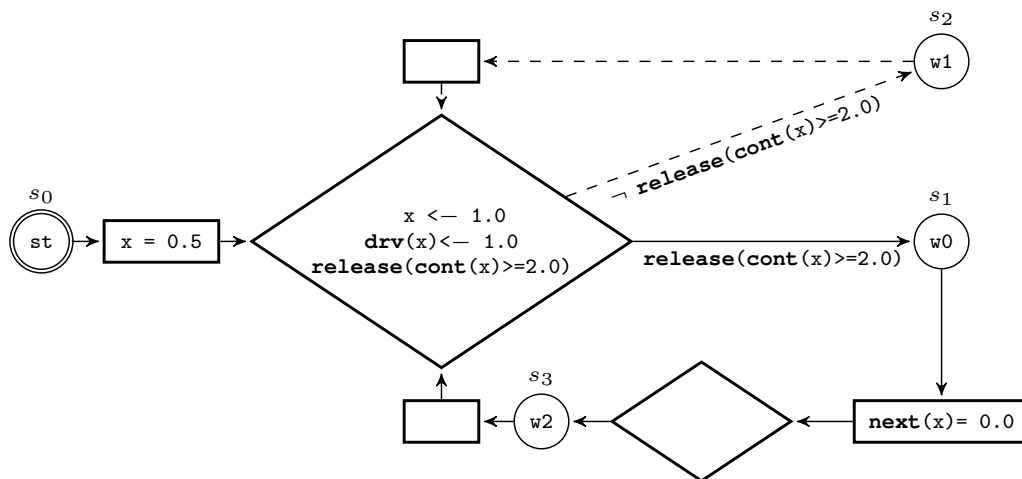 s₂
w1
¬ release(cont(x)>=2.0)
s₀
st
x = 0.5
x <— 1.0
drv(x)<— 1.0
release(cont(x)>=2.0)
release(cont(x)>=2.0)
s₁
w0
s₃
w2
next(x)= 0.0